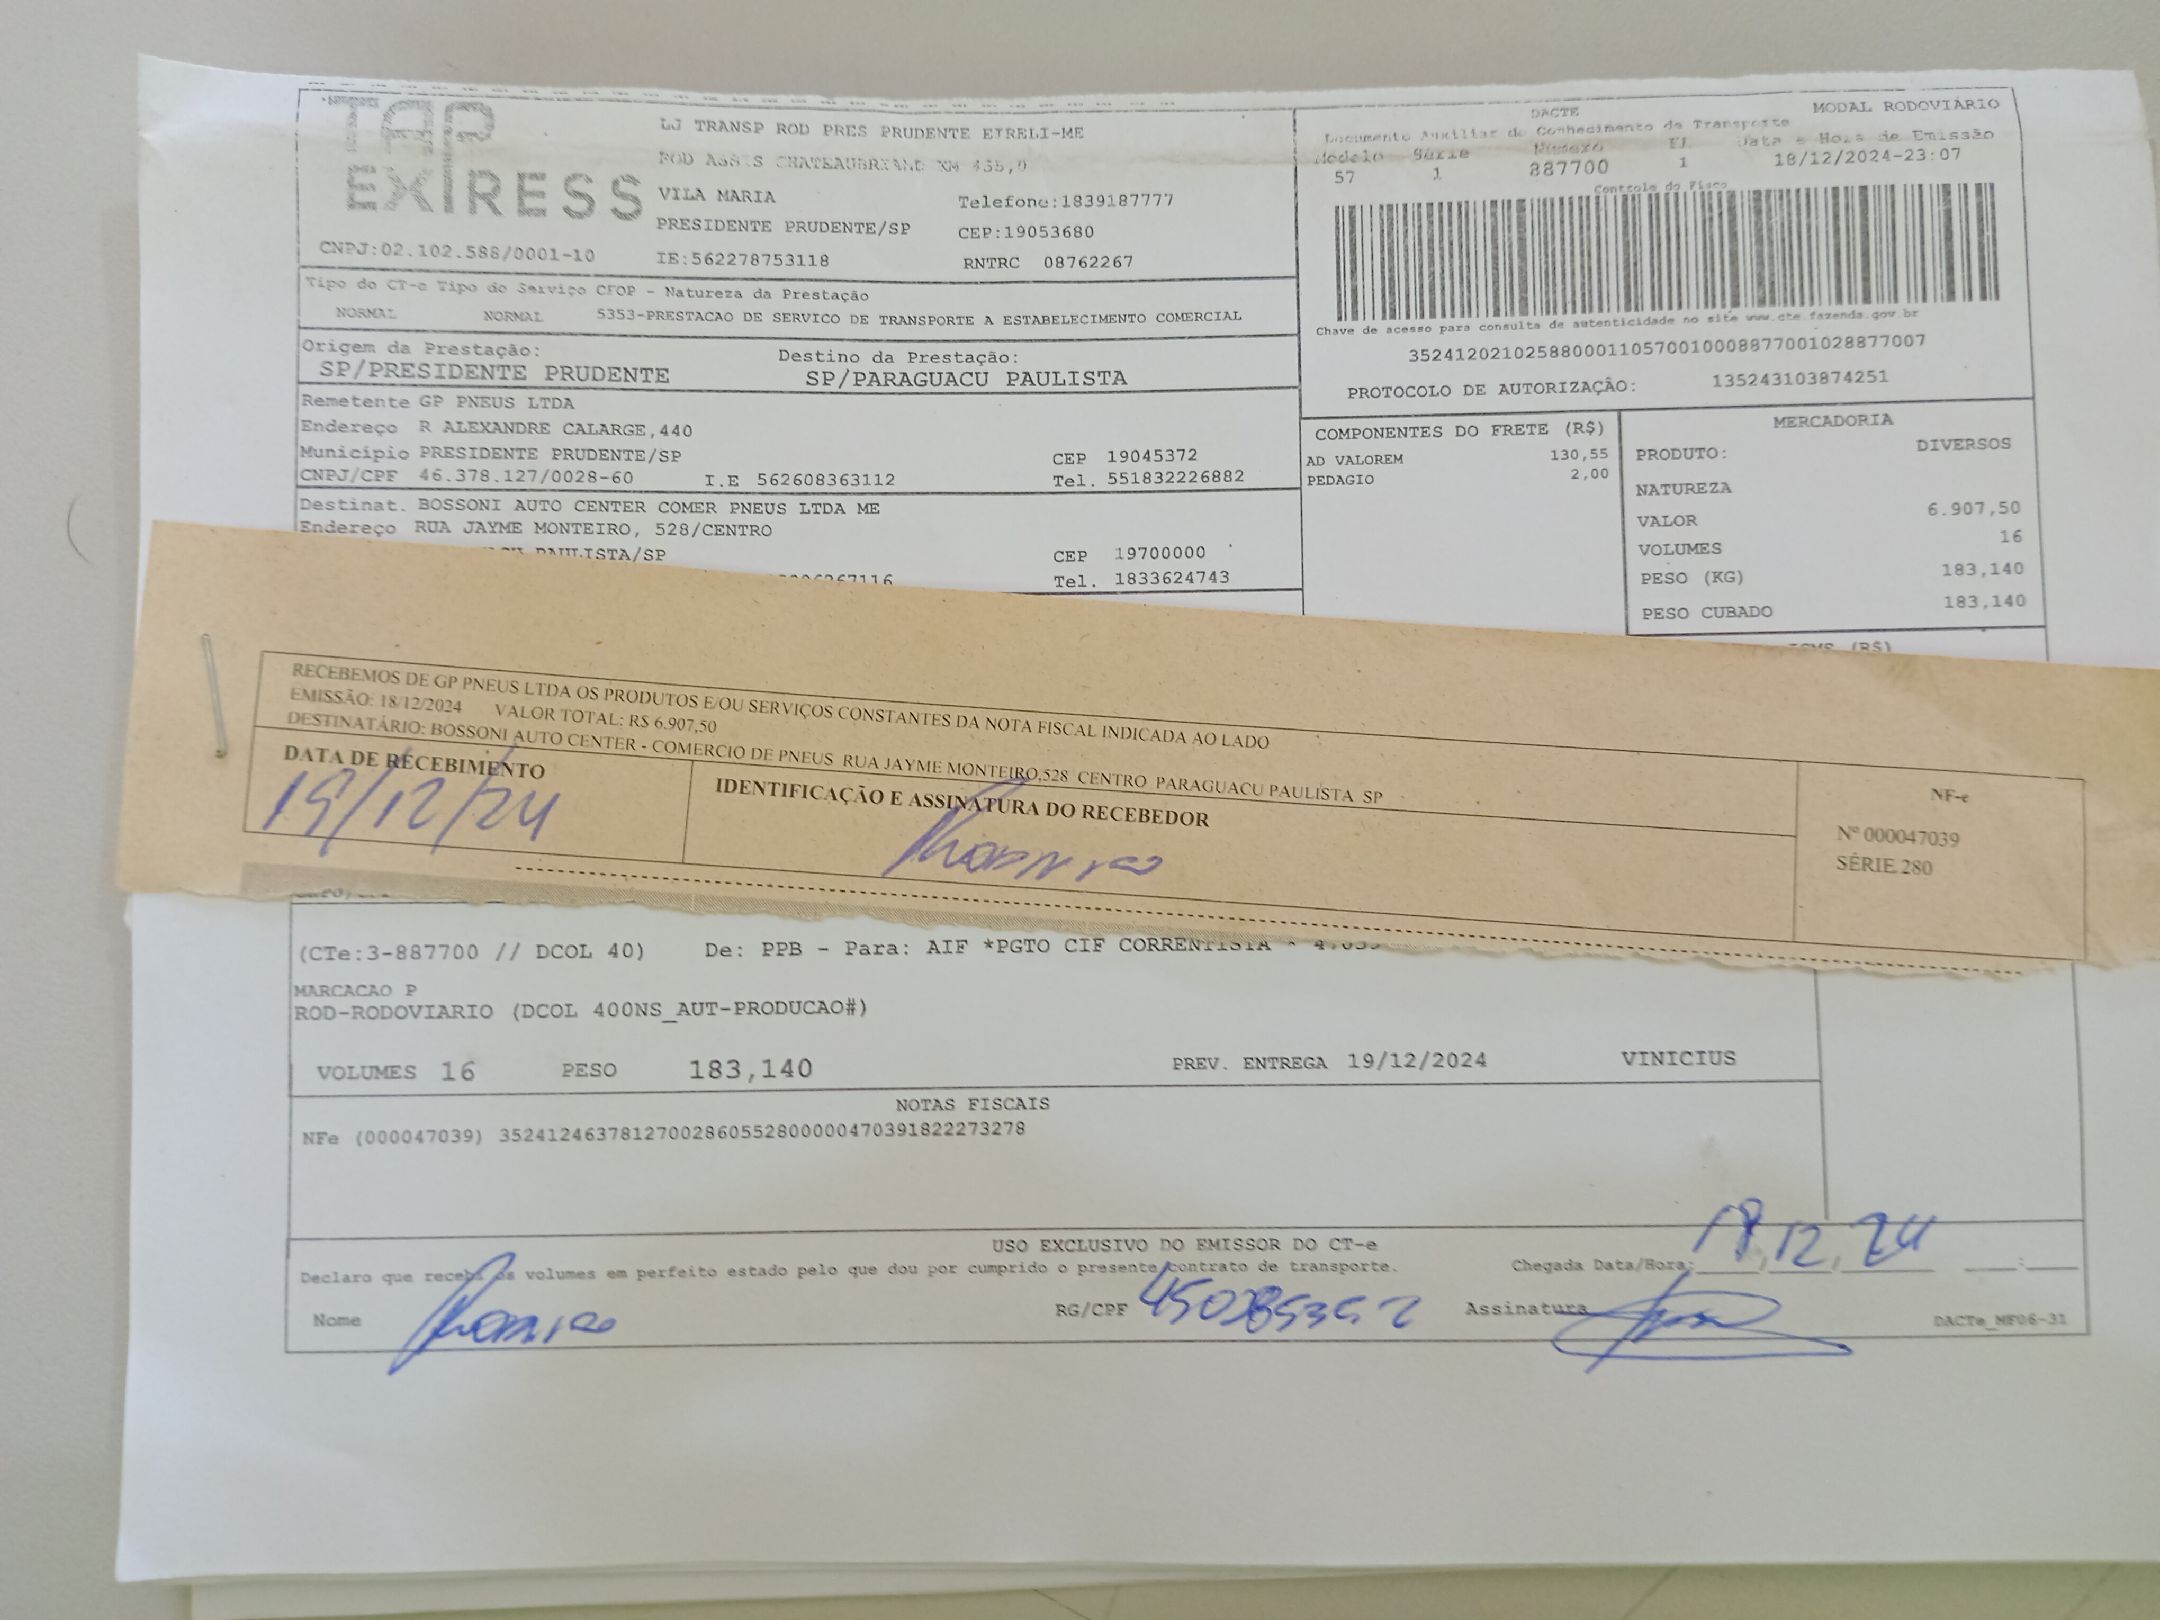 EXPRESS
LJ TRANSP ROD PRES PRUDENTE EIRELI-ME
ROD ASSIS CHATEAUBRIAND KM 455,0
VILA MARIA Telefone:1839187777
PRESIDENTE PRUDENTE/SP CEP:19053680
CNPJ:02.102.588/0001-10 IE:562278753118 RNTRC 08762267
DACTE MODAL RODOVIÁRIO
Documento Auxiliar de Conhecimento de Transporte
Modelo Série Número Fl Data e Hora de Emissão
57 1 887700 1 18/12/2024-23:07
Controle do Fisco
Chave de acesso para consulta de autenticidade no site www.cte.fazenda.gov.br
35241202102588000110570010008877001028877007
PROTOCOLO DE AUTORIZAÇÃO: 135243103874251
Tipo do CT-e Tipo do Serviço CFOP - Natureza da Prestação
NORMAL NORMAL 5353-PRESTACAO DE SERVICO DE TRANSPORTE A ESTABELECIMENTO COMERCIAL
Origem da Prestação: Destino da Prestação:
SP/PRESIDENTE PRUDENTE SP/PARAGUACU PAULISTA
Remetente GP PNEUS LTDA
Endereço R ALEXANDRE CALARGE,440
Município PRESIDENTE PRUDENTE/SP CEP 19045372
CNPJ/CPF 46.378.127/0028-60 I.E 562608363112 Tel. 551832226882
Destinat. BOSSONI AUTO CENTER COMER PNEUS LTDA ME
Endereço RUA JAYME MONTEIRO, 528/CENTRO
PAULISTA/SP CEP 19700000
Tel. 1833624743
COMPONENTES DO FRETE (R$)
AD VALOREM 130,55
PEDAGIO 2,00
MERCADORIA
PRODUTO: DIVERSOS
NATUREZA
VALOR 6.907,50
VOLUMES 16
PESO (KG) 183,140
PESO CUBADO 183,140
ICMS (R$)
RECEBEMOS DE GP PNEUS LTDA OS PRODUTOS E/OU SERVIÇOS CONSTANTES DA NOTA FISCAL INDICADA AO LADO
EMISSÃO: 18/12/2024 VALOR TOTAL: R$ 6.907,50
DESTINATÁRIO: BOSSONI AUTO CENTER - COMERCIO DE PNEUS RUA JAYME MONTEIRO,528 CENTRO PARAGUACU PAULISTA SP
DATA DE RECEBIMENTO
19/12/24
IDENTIFICAÇÃO E ASSINATURA DO RECEBEDOR
NF-e
Nº 000047039
SÉRIE 280
(CTe:3-887700 // DCOL 40) De: PPB - Para: AIF *PGTO CIF CORRENTISTA * 47039
MARCACAO P
ROD-RODOVIARIO (DCOL 400NS_AUT-PRODUCAO#)
VOLUMES 16 PESO 183,140 PREV. ENTREGA 19/12/2024 VINICIUS
NOTAS FISCAIS
NFe (000047039) 35241246378127002860552800000470391822273278
USO EXCLUSIVO DO EMISSOR DO CT-e
Declaro que recebi os volumes em perfeito estado pelo que dou por cumprido o presente contrato de transporte.
Chegada Data/Hora: 19,12,24 :
Nome
RG/CPF
Assinatura
DACTe_MF06-31